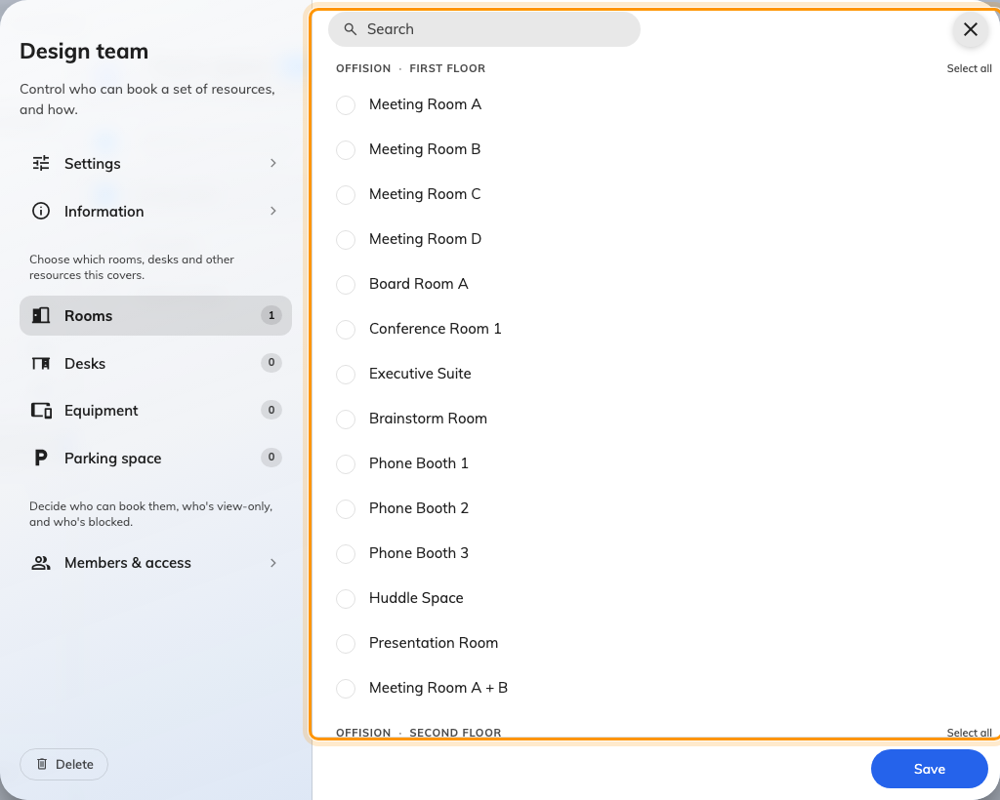 Design team
Control who can book a set of resources,
and how.
Settings
Information
Choose which rooms, desks and other
resources this covers.
Rooms 1
Desks 0
Equipment 0
Parking space 0
Decide who can book them, who's view-only,
and who's blocked.
Members & access
Delete
Search
OFFISION · FIRST FLOOR Select all
Meeting Room A
Meeting Room B
Meeting Room C
Meeting Room D
Board Room A
Conference Room 1
Executive Suite
Brainstorm Room
Phone Booth 1
Phone Booth 2
Phone Booth 3
Huddle Space
Presentation Room
Meeting Room A + B
OFFISION · SECOND FLOOR Select all
Save